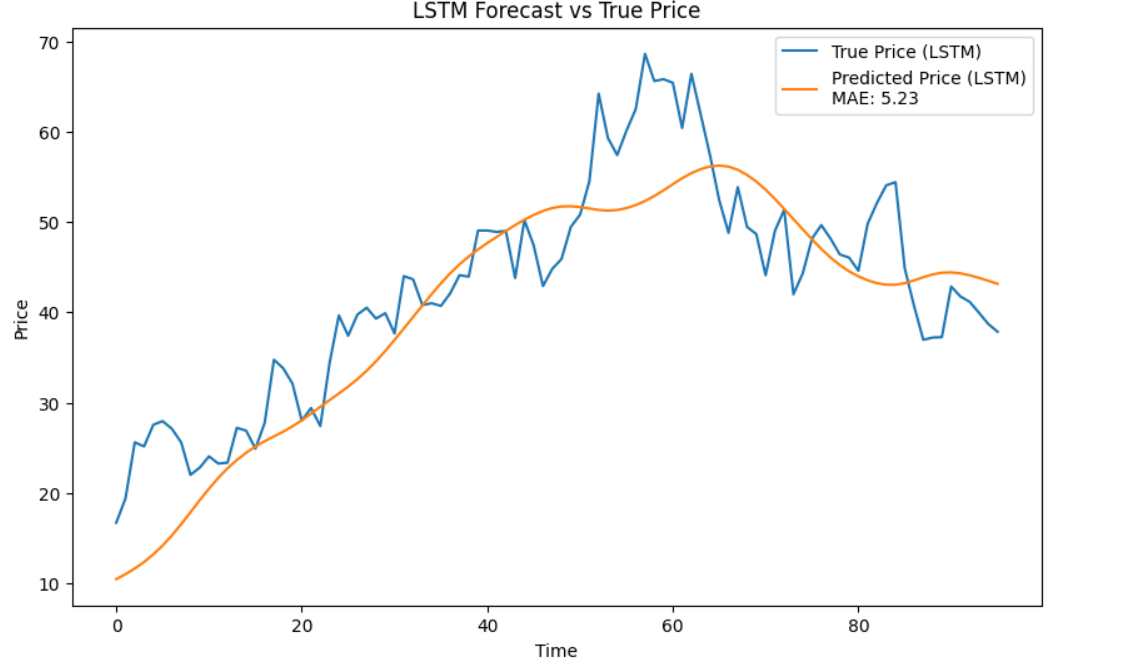 LSTM Forecast vs True Price
True Price (LSTM)
Predicted Price (LSTM)
MAE: 5.23
70
60
50
40
30
20
10
Price
0 20 40 60 80
Time